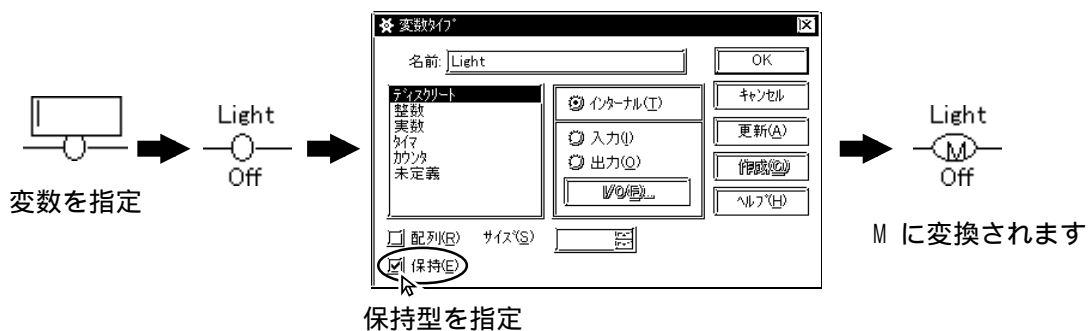 変数を指定
Light
Off
変数ﾀｲﾌﾟ
名前: Light
ﾃﾞｨｽｸﾘｰﾄ
整数
実数
ﾀｲﾏ
ｶｳﾝﾀ
未定義
ｲﾝﾀｰﾅﾙ(T)
入力(I)
出力(O)
I/O(F)...
OK
ｷｬﾝｾﾙ
更新(A)
作成(C)
ﾍﾙﾌﾟ(H)
配列(R) ｻｲｽﾞ(S)
保持(E)
保持型を指定
Light
M
Off
M に変換されます